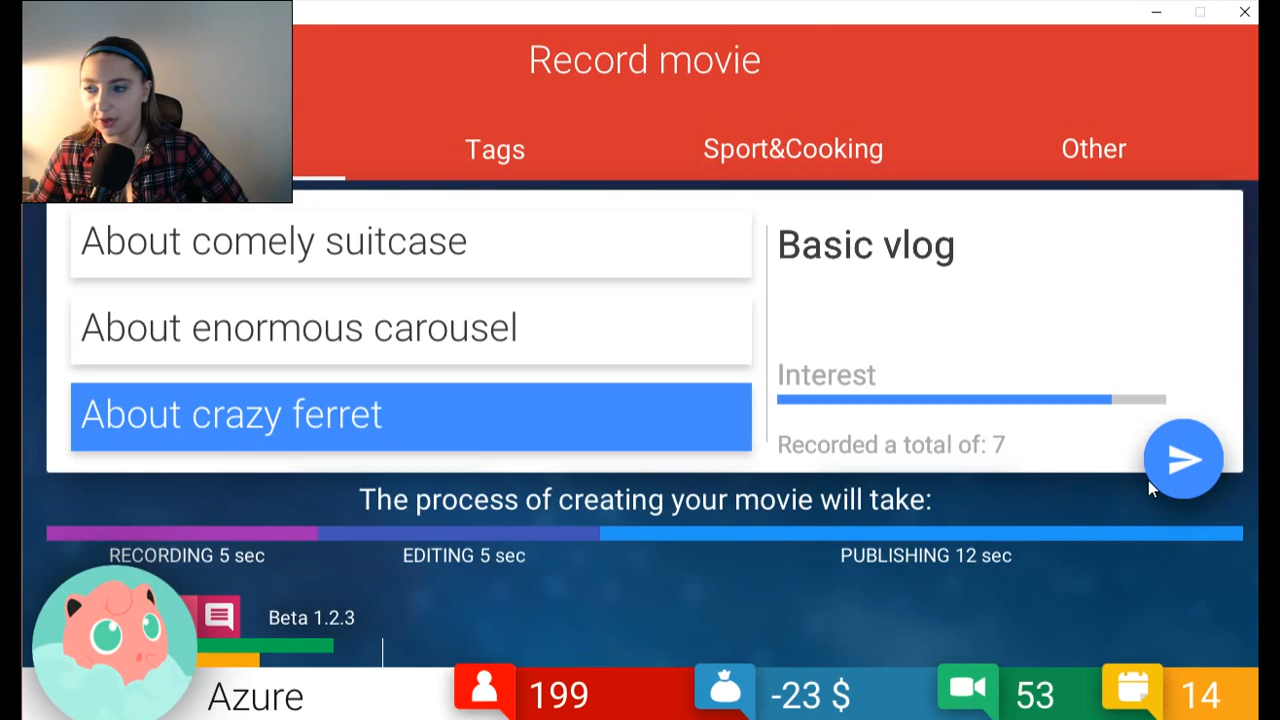 Record movie
Tags
Sport&Cooking
Other
About comely suitcase
About enormous carousel
About crazy ferret
Basic vlog
Interest
Recorded a total of: 7
The process of creating your movie will take:
RECORDING 5 sec
EDITING 5 sec
PUBLISHING 12 sec
Beta 1.2.3
Azure
199
-23 $
53
14